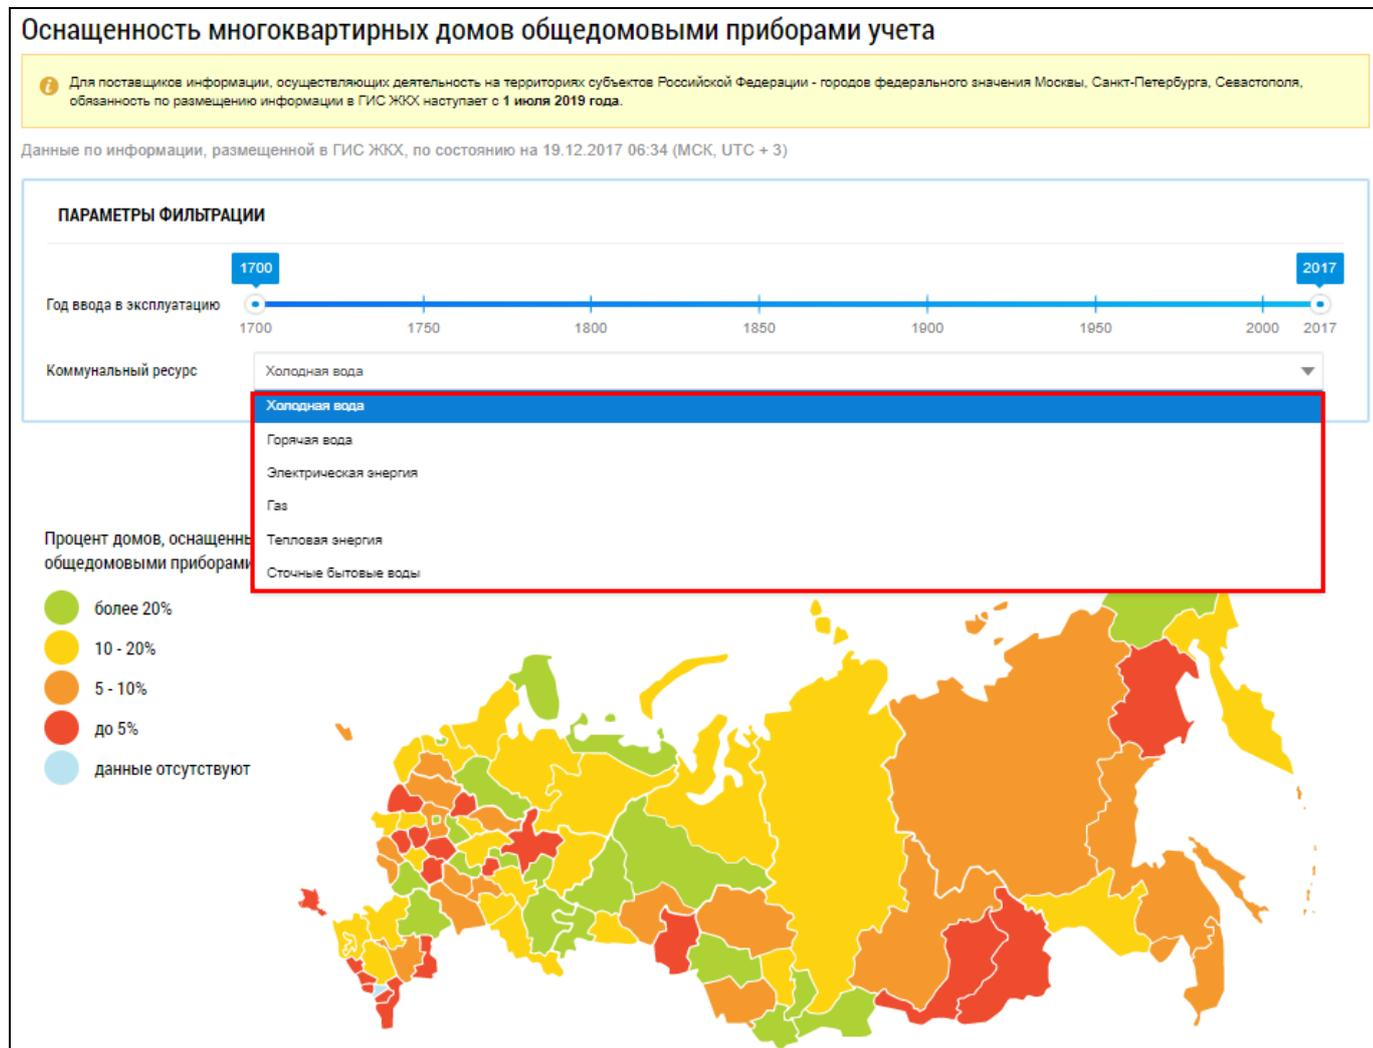 Оснащенность многоквартирных домов общедомовыми приборами учета
Для поставщиков информации, осуществляющих деятельность на территориях субъектов Российской Федерации - городов федерального значения Москвы, Санкт-Петербурга, Севастополя,
обязанность по размещению информации в ГИС ЖКХ наступает с 1 июля 2019 года.
Данные по информации, размещенной в ГИС ЖКХ, по состоянию на 19.12.2017 06:34 (МСК, UTC + 3)
ПАРАМЕТРЫ ФИЛЬТРАЦИИ
1700 2017
Год ввода в эксплуатацию
1700 1750 1800 1850 1900 1950 2000 2017
Коммунальный ресурс Холодная вода
Холодная вода
Горячая вода
Электрическая энергия
Газ
Тепловая энергия
Сточные бытовые воды
Процент домов, оснащенны
общедомовыми приборами
более 20%
10 - 20%
5 - 10%
до 5%
данные отсутствуют